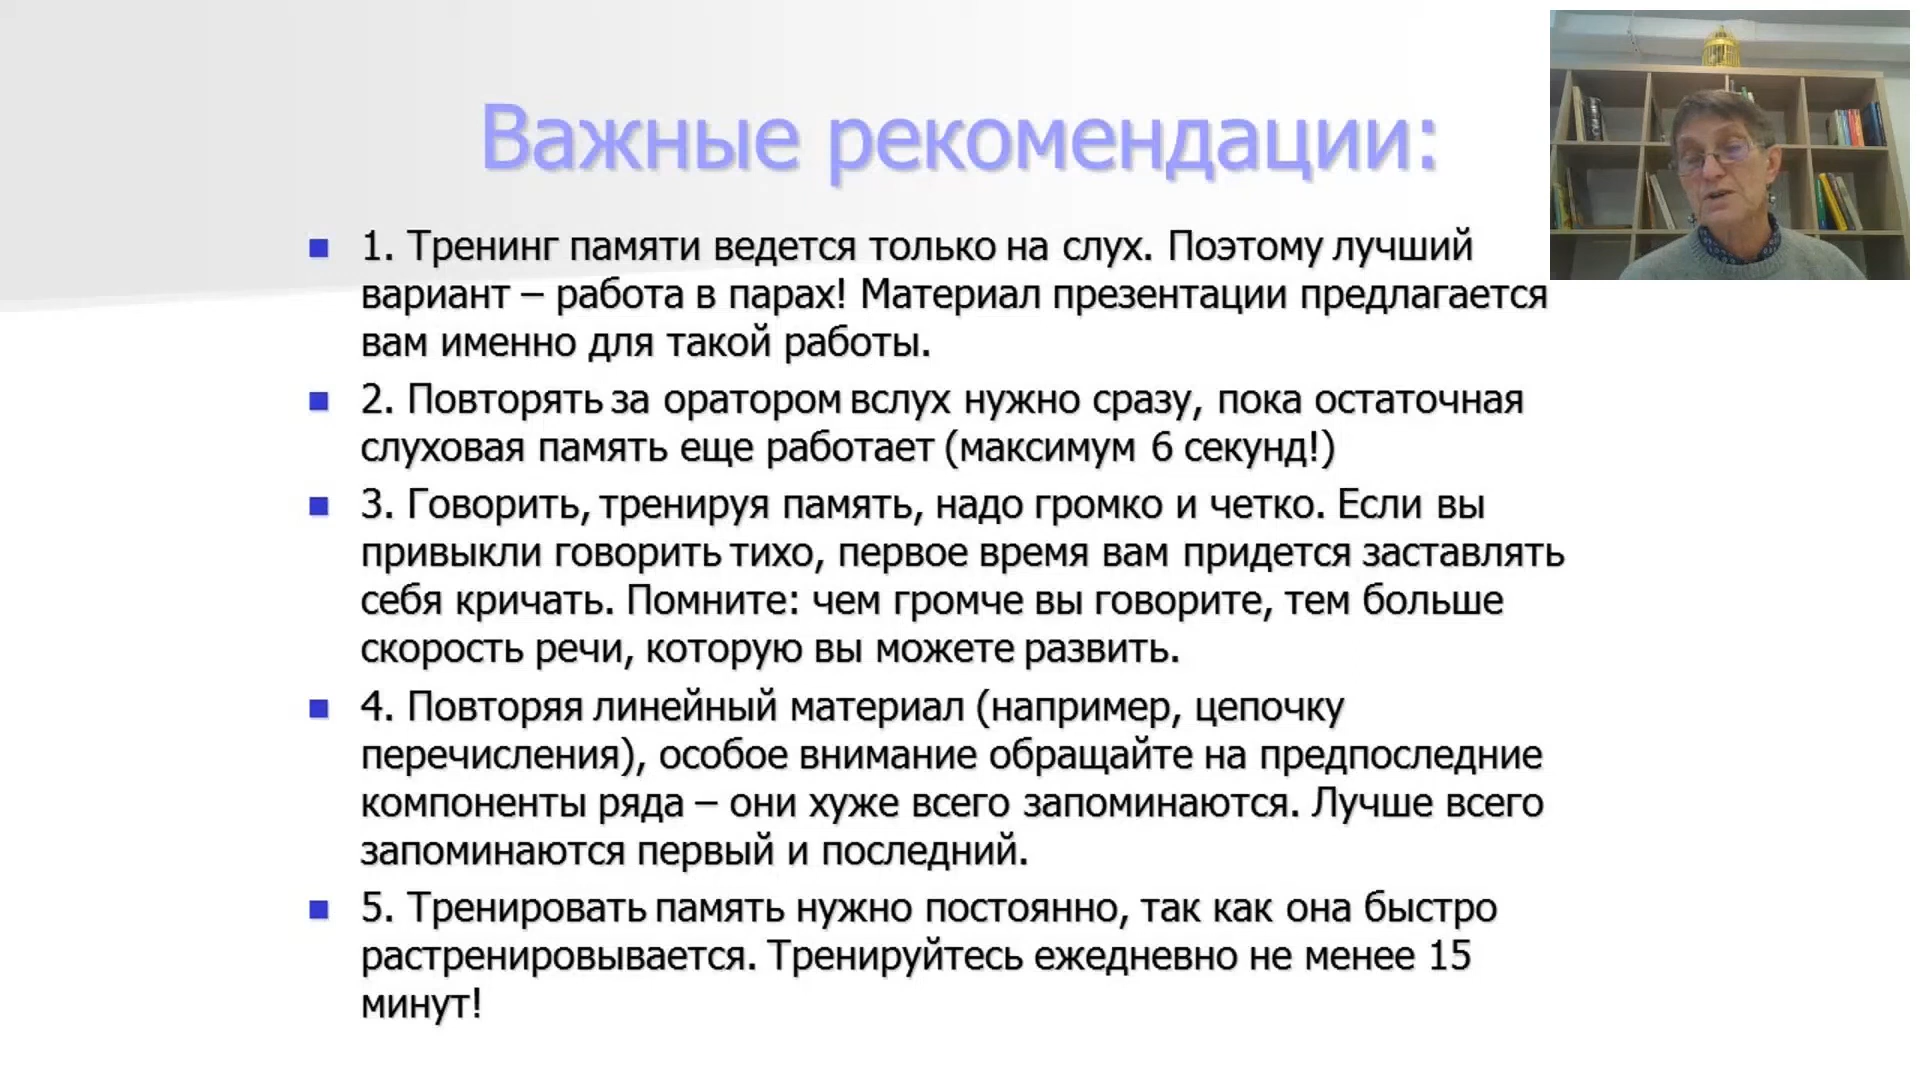 Важные рекомендации:
1. Тренинг памяти ведется только на слух. Поэтому лучший
вариант – работа в парах! Материал презентации предлагается
вам именно для такой работы.
2. Повторять за оратором вслух нужно сразу, пока остаточная
слуховая память еще работает (максимум 6 секунд!)
3. Говорить, тренируя память, надо громко и четко. Если вы
привыкли говорить тихо, первое время вам придется заставлять
себя кричать. Помните: чем громче вы говорите, тем больше
скорость речи, которую вы можете развить.
4. Повторяя линейный материал (например, цепочку
перечисления), особое внимание обращайте на предпоследние
компоненты ряда – они хуже всего запоминаются. Лучше всего
запоминаются первый и последний.
5. Тренировать память нужно постоянно, так как она быстро
растренировывается. Тренируйтесь ежедневно не менее 15
минут!